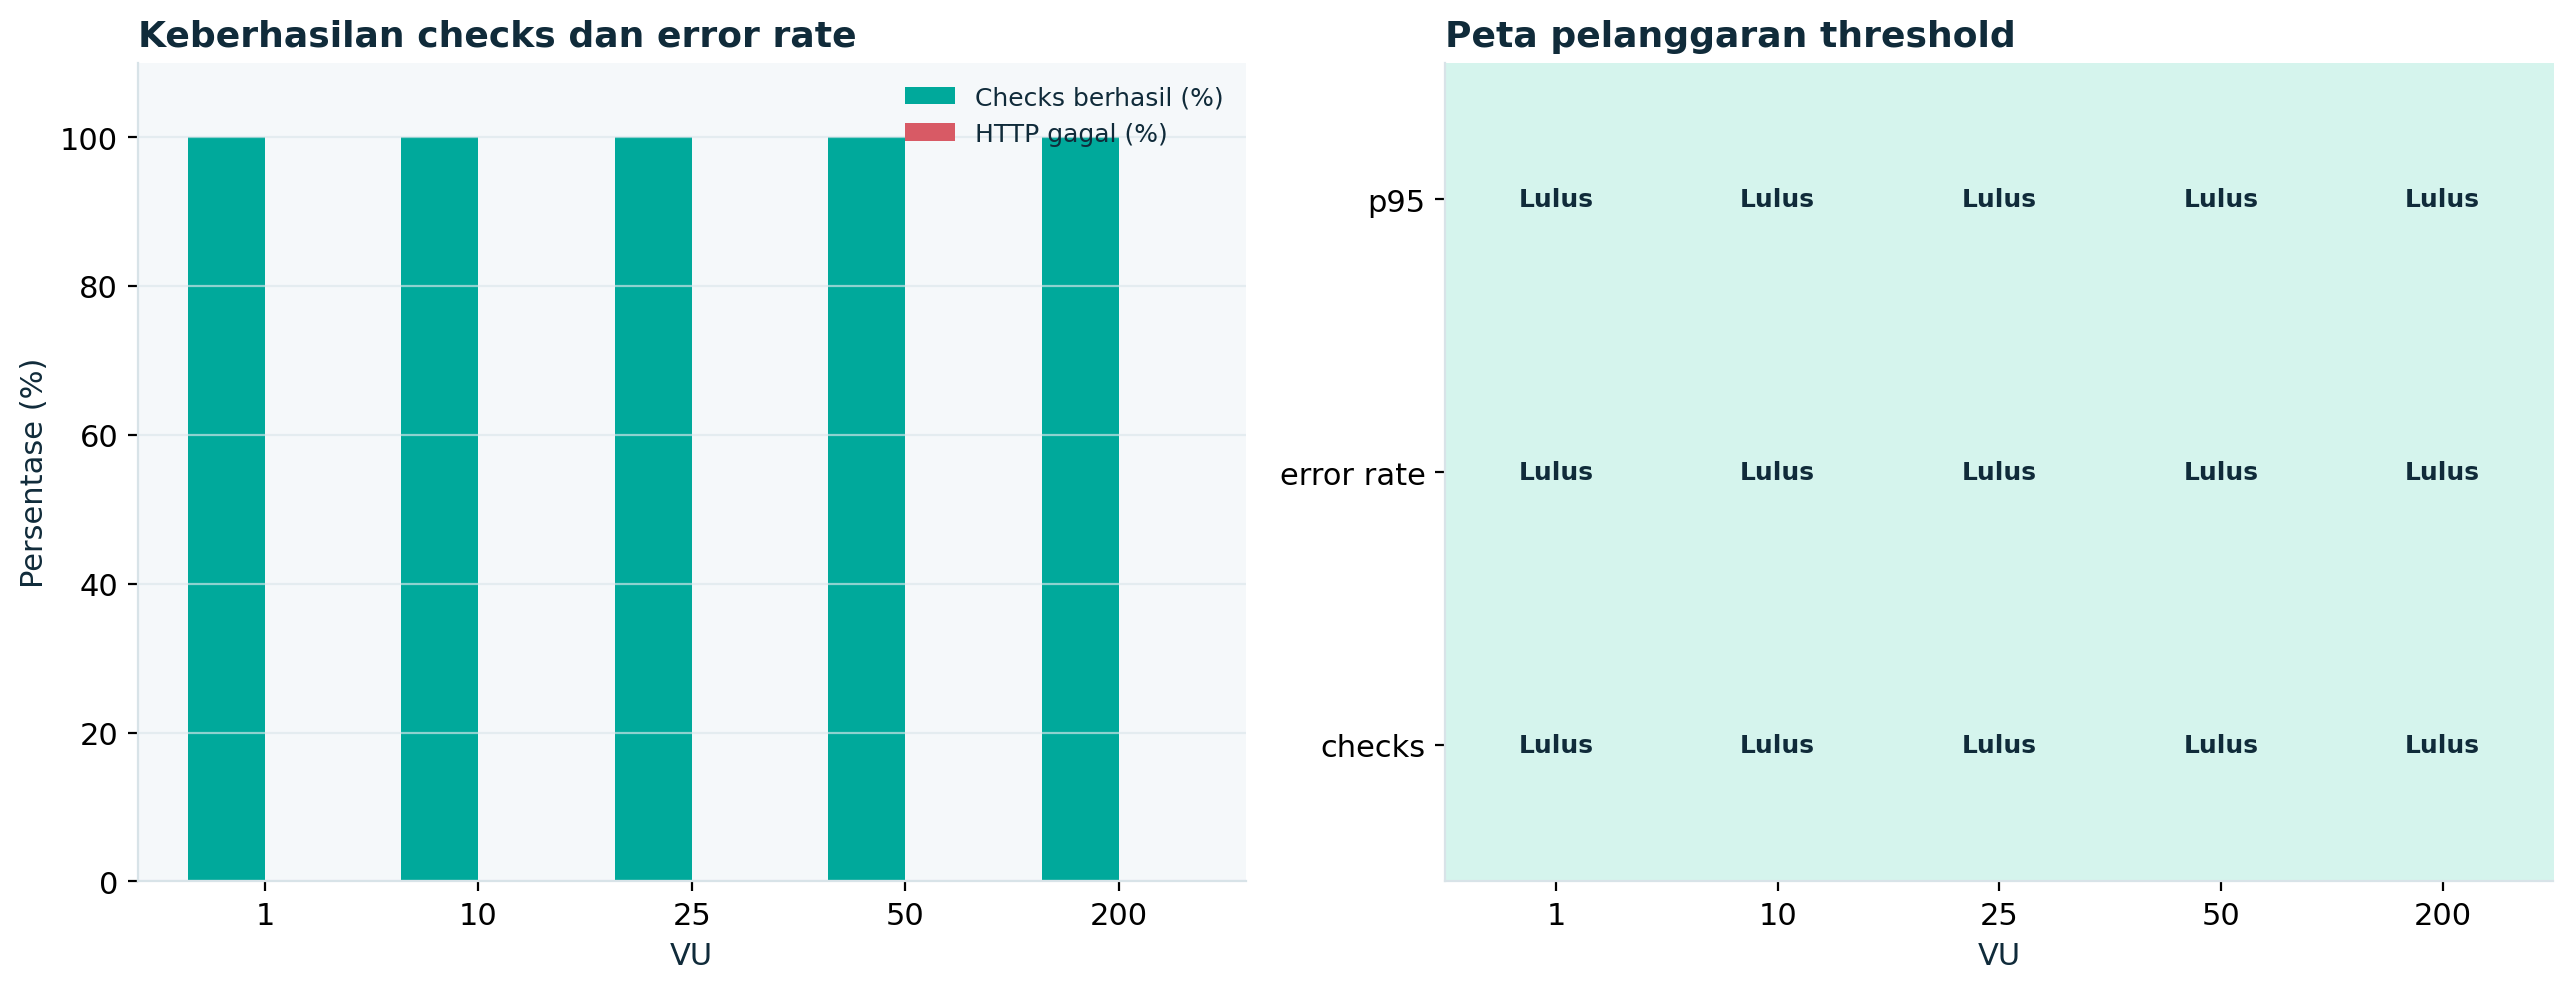 Keberhasilan checks dan error rate
Checks berhasil (%)
HTTP gagal (%)
Persentase (%)
100
80
60
40
20
0
1 10 25 50 200
VU
Peta pelanggaran threshold
p95 Lulus Lulus Lulus Lulus Lulus
error rate Lulus Lulus Lulus Lulus Lulus
checks Lulus Lulus Lulus Lulus Lulus
1 10 25 50 200
VU